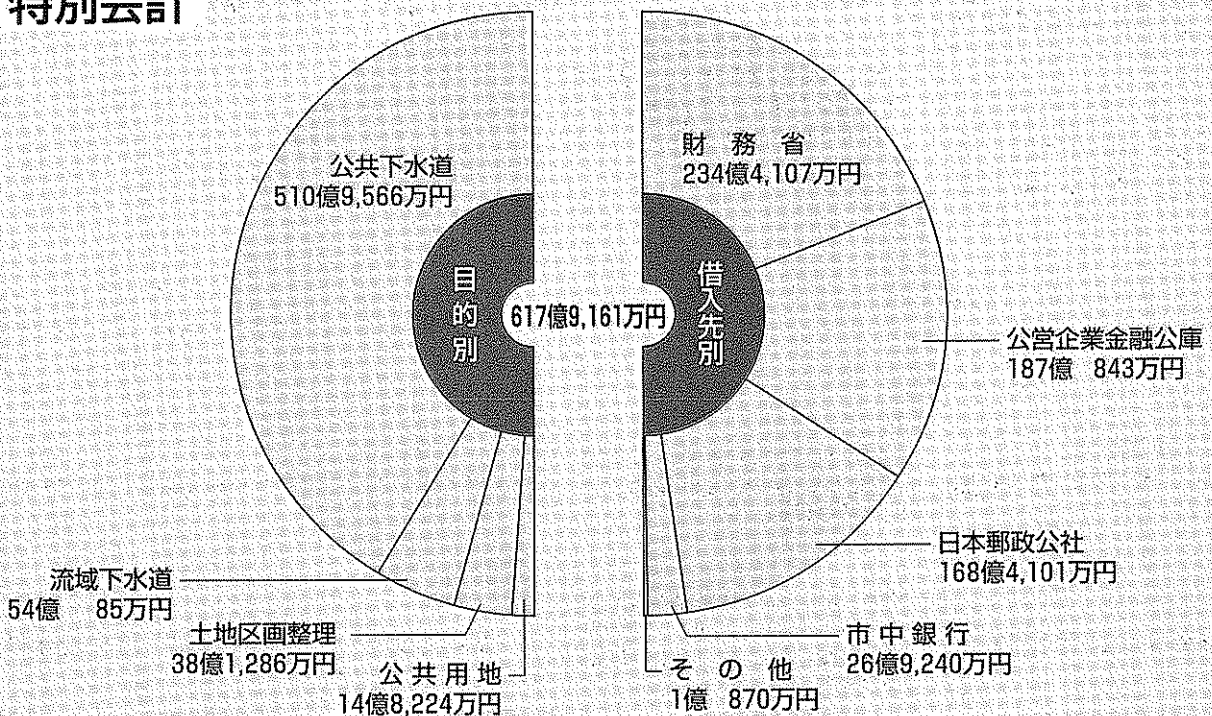 特別会計
公共下水道
510億9,566万円
目的別
617億9,161万円
借入先別
財務省
234億4,107万円
公営企業金融公庫
187億 843万円
日本郵政公社
168億4,101万円
市中銀行
26億9,240万円
その他
1億 870万円
流域下水道
54億 85万円
土地区画整理
38億1,286万円
公共用地
14億8,224万円